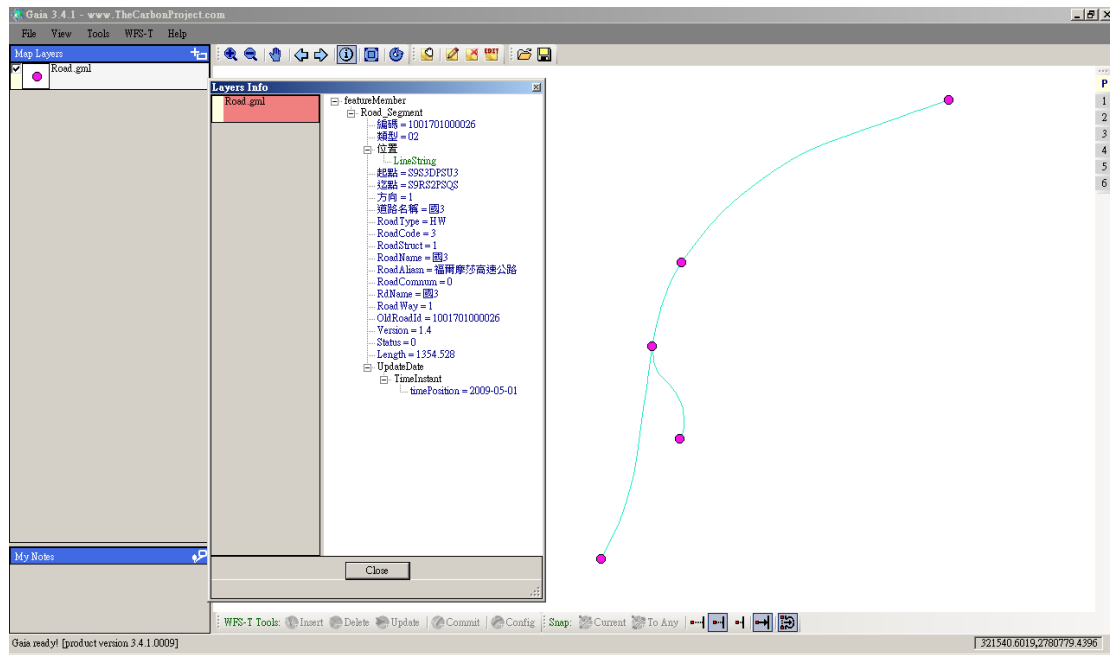 Gaia 3.4.1 - www.TheCarbonProject.com
File View Tools WFS-T Help
Map Layers
Road.gml
Layers Info
Road.gml
featureMember
Road_Segment
編碼 = 1001701000026
類型 = 02
位置
LineString
起點 = S9S3DPSU3
迄點 = S9RS2PSQS
方向 = 1
道路名稱 = 國3
RoadType = HW
RoadCode = 3
RoadStruct = 1
RoadName = 國3
RoadAliasn = 福爾摩莎高速公路
RoadComnum = 0
RdName = 國3
RoadWay = 1
OldRoadId = 1001701000026
Version = 1.4
Status = 0
Length = 1354.528
UpdateDate
TimeInstant
timePosition = 2009-05-01
Close
P
1
2
3
4
5
6
My Notes
WFS-T Tools: Insert Delete Update Commit Config Snap: Current To Any
Gaia ready! [product version 3.4.1.0009]
321540.6019,2780779.4396